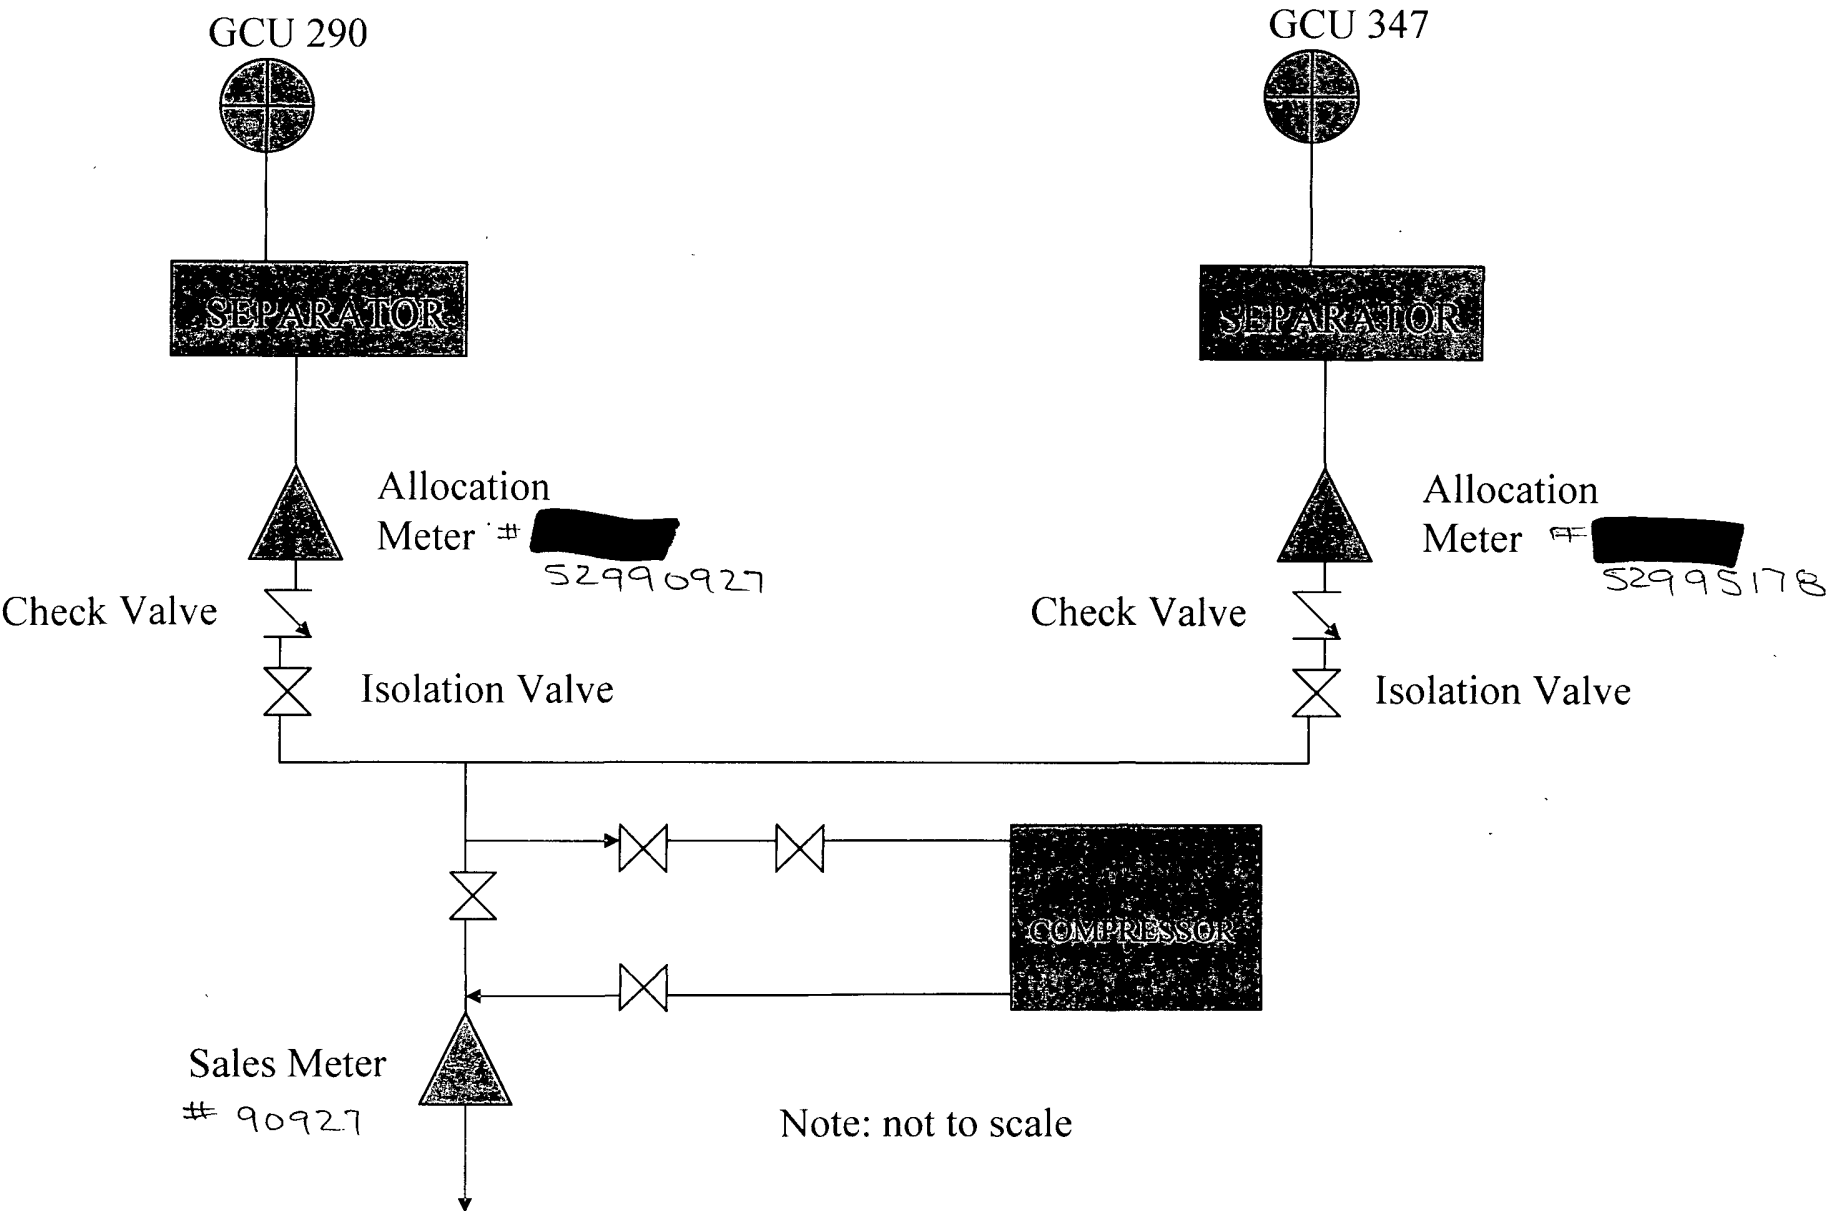 GCU 290
GCU 347
SEPARATOR
SEPARATOR
Allocation
Meter #
52990927
Allocation
Meter #
52995178
Check Valve
Check Valve
Isolation Valve
Isolation Valve
COMPRESSOR
Sales Meter
# 90927
Note: not to scale